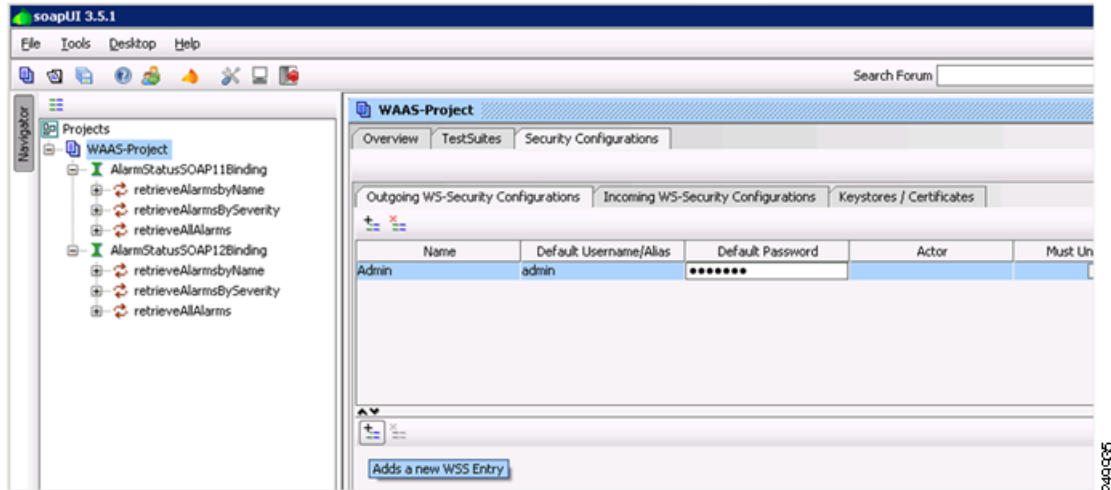 soapUI 3.5.1
File Tools Desktop Help
Search Forum
Navigator
Projects
WAAS-Project
AlarmStatusSOAP11Binding
retrieveAlarmsbyName
retrieveAlarmsBySeverity
retrieveAllAlarms
AlarmStatusSOAP12Binding
retrieveAlarmsbyName
retrieveAlarmsBySeverity
retrieveAllAlarms
WAAS-Project
Overview TestSuites Security Configurations
Outgoing WS-Security Configurations Incoming WS-Security Configurations Keystores / Certificates
Name Default Username/Alias Default Password Actor Must Un
Admin admin •••••••
Adds a new WSS Entry
249935